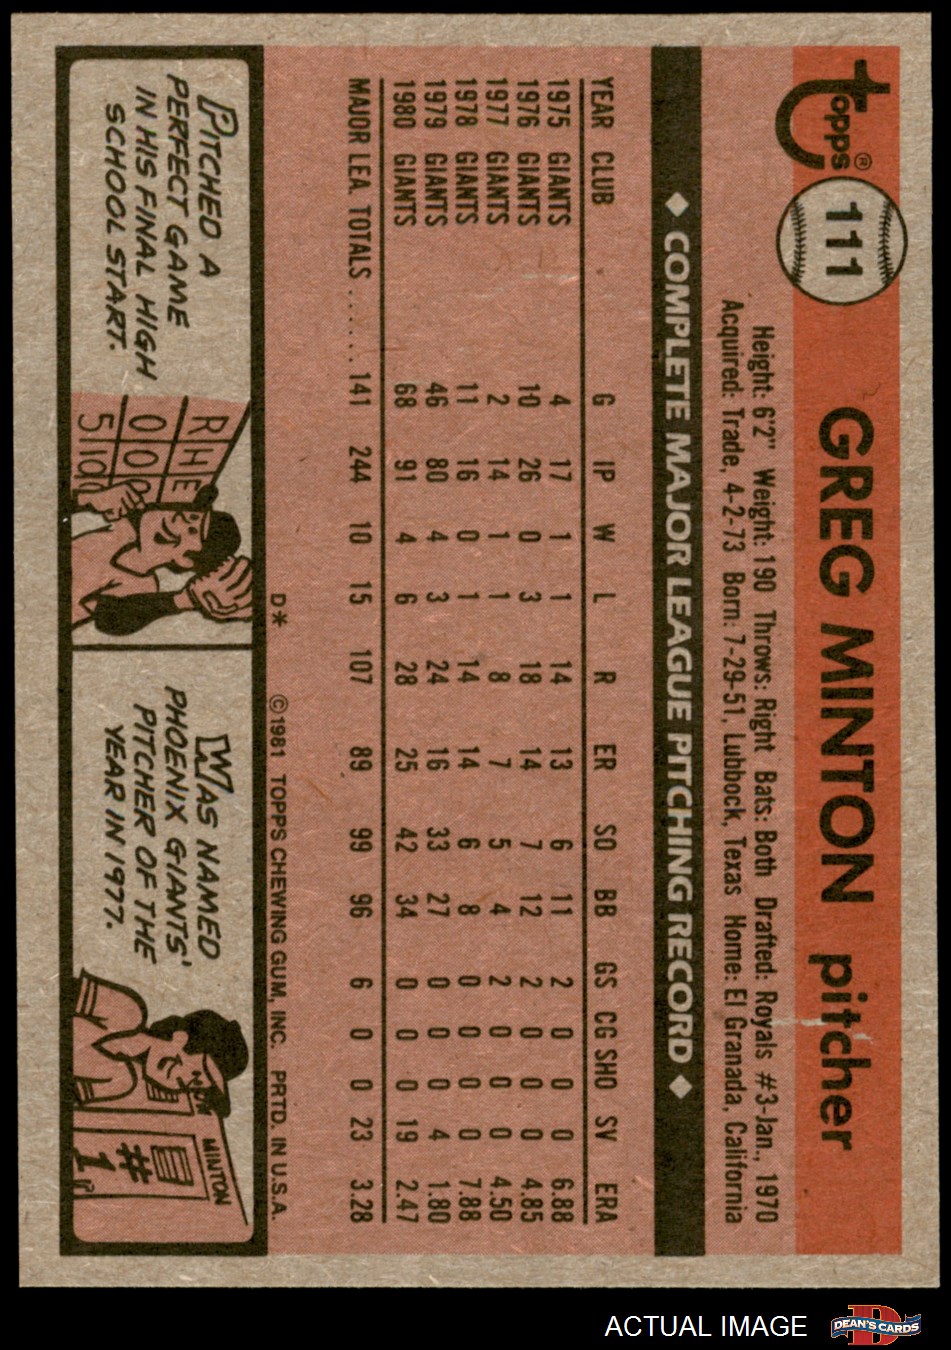 Topps®
111
GREG MINTON pitcher
Height: 6'2" Weight: 190 Throws: Right Bats: Both Drafted: Royals #3-Jan., 1970
Acquired: Trade, 4-2-73 Born: 7-29-51, Lubbock, Texas Home: El Granada, California
◆ COMPLETE MAJOR LEAGUE PITCHING RECORD ◆
YEAR CLUB G IP W L R ER SO BB GS CG SHO SV ERA
1975 GIANTS 4 17 1 1 14 13 6 11 2 0 0 0 6.88
1976 GIANTS 10 26 0 3 18 14 7 12 2 0 0 0 4.85
1977 GIANTS 2 14 1 1 8 7 5 4 2 0 0 0 4.50
1978 GIANTS 11 16 0 1 14 14 6 8 0 0 0 0 7.88
1979 GIANTS 46 80 4 3 24 16 33 27 0 0 0 4 1.80
1980 GIANTS 68 91 4 6 28 25 42 34 0 0 0 19 2.47
MAJOR LEA. TOTALS ...... 141 244 10 15 107 89 99 96 6 0 0 23 3.28
D* ©1981 TOPPS CHEWING GUM, INC. PRTD. IN U.S.A.
PITCHED A
PERFECT GAME
IN HIS FINAL HIGH
SCHOOL START.
R H E
0 0 0
5 10
WAS NAMED
PHOENIX GIANTS'
PITCHER OF THE
YEAR IN 1977.
MINTON
#1
ACTUAL IMAGE
DEAN'S CARDS